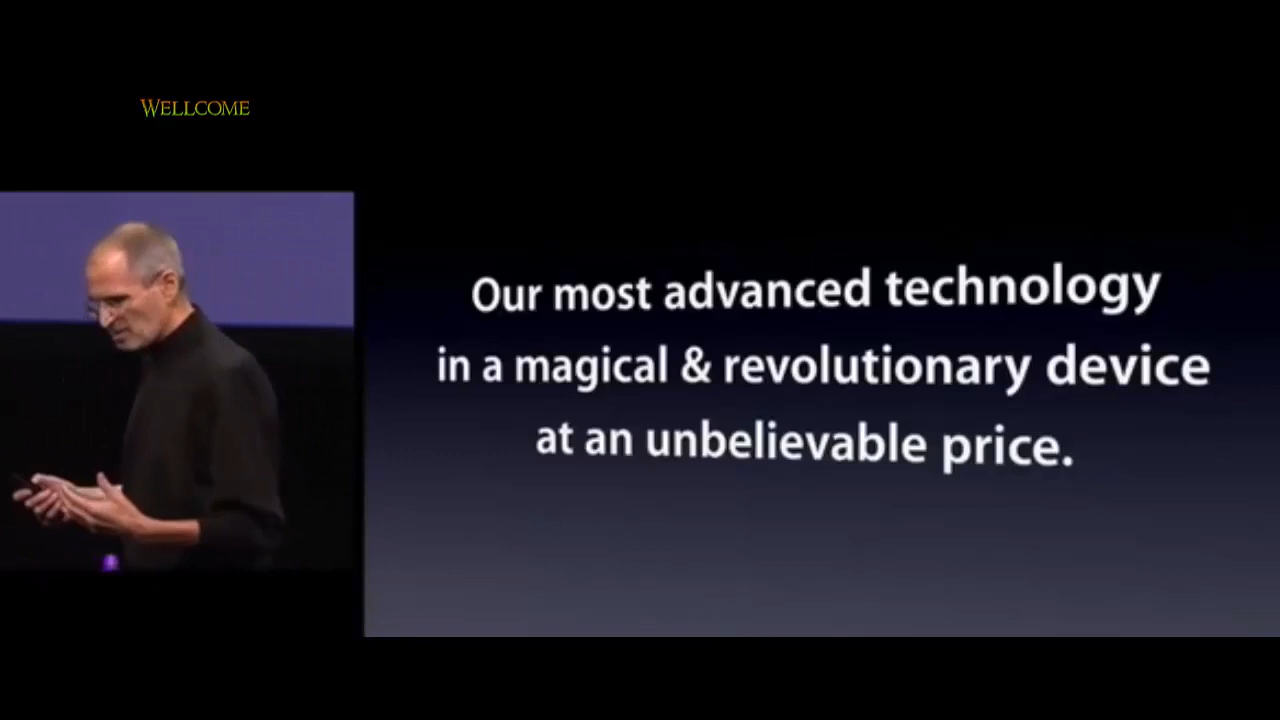 WELLCOME
Our most advanced technology
in a magical & revolutionary device
at an unbelievable price.